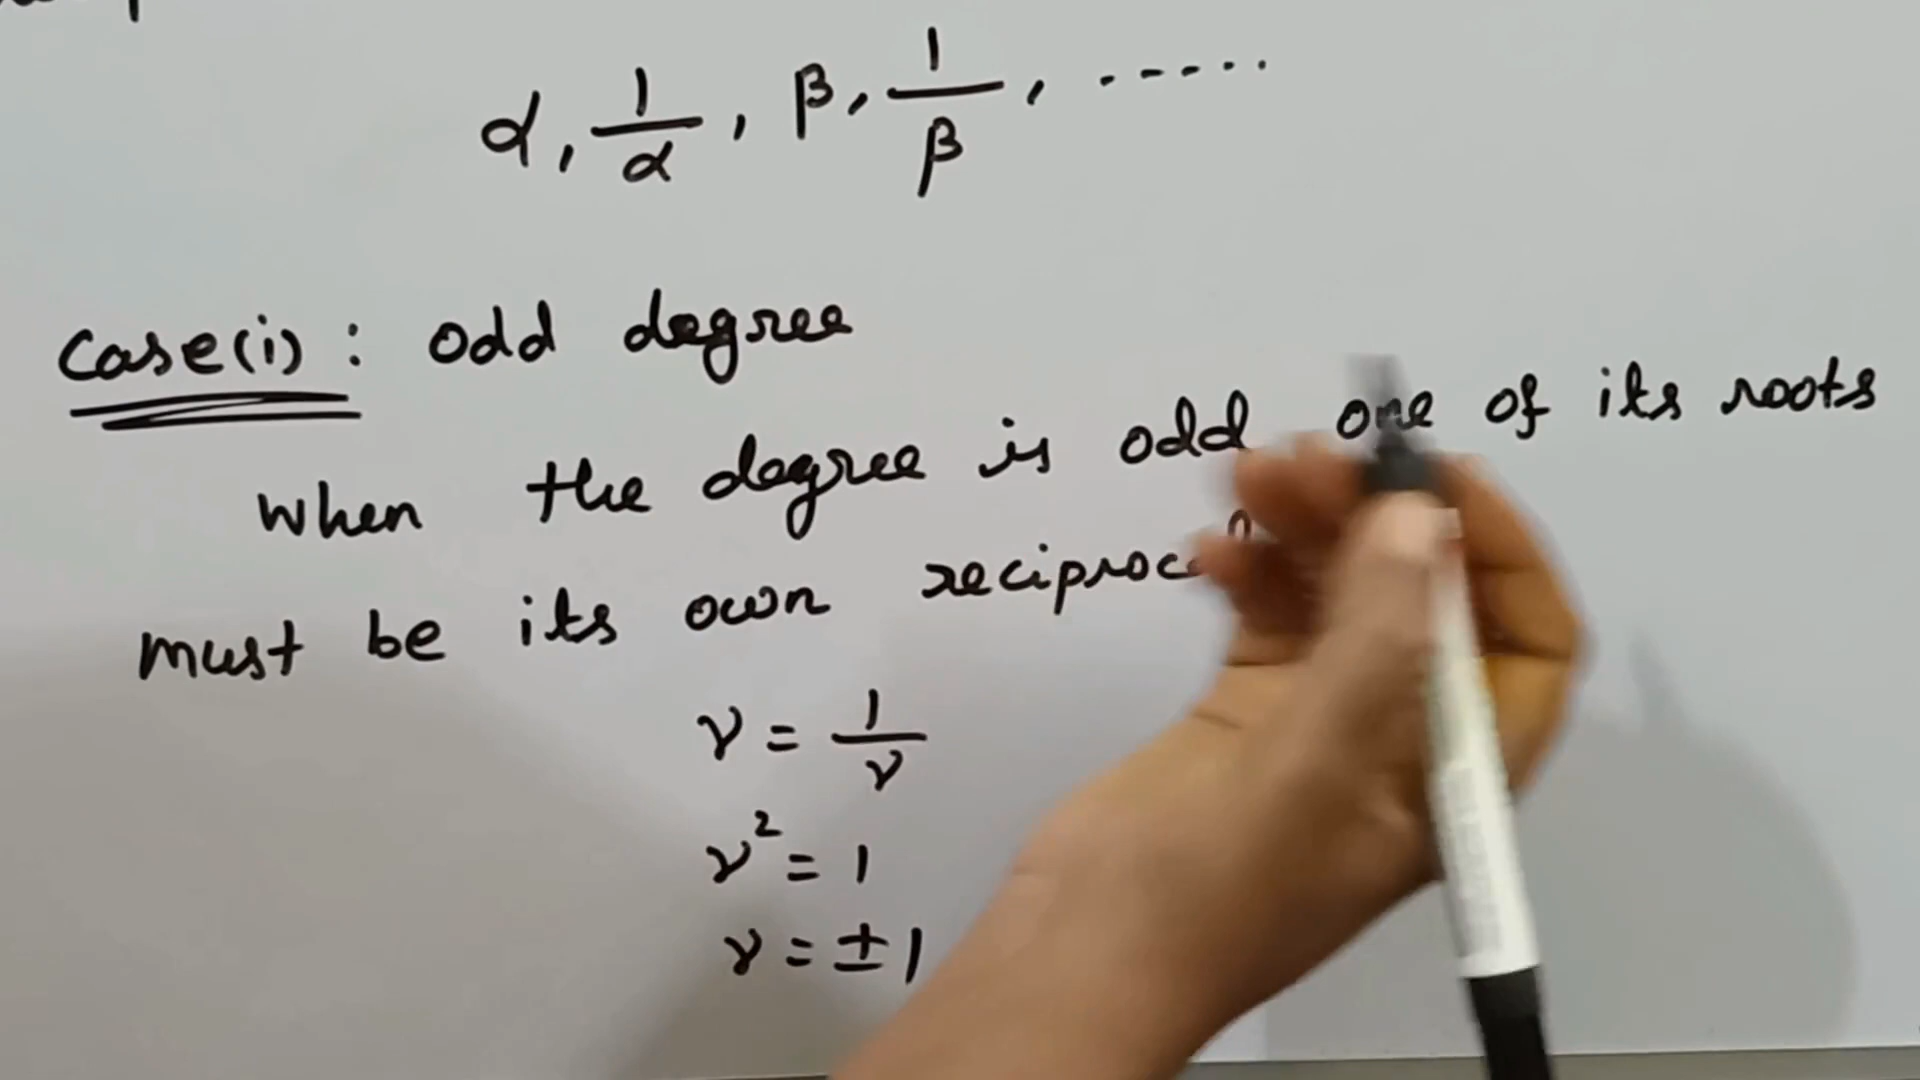 α, 1/α, β, 1/β, ......
Case(i): odd degree
When the degree is odd one of its roots
must be its own reciprocal
γ = 1/γ
γ² = 1
γ = ±1